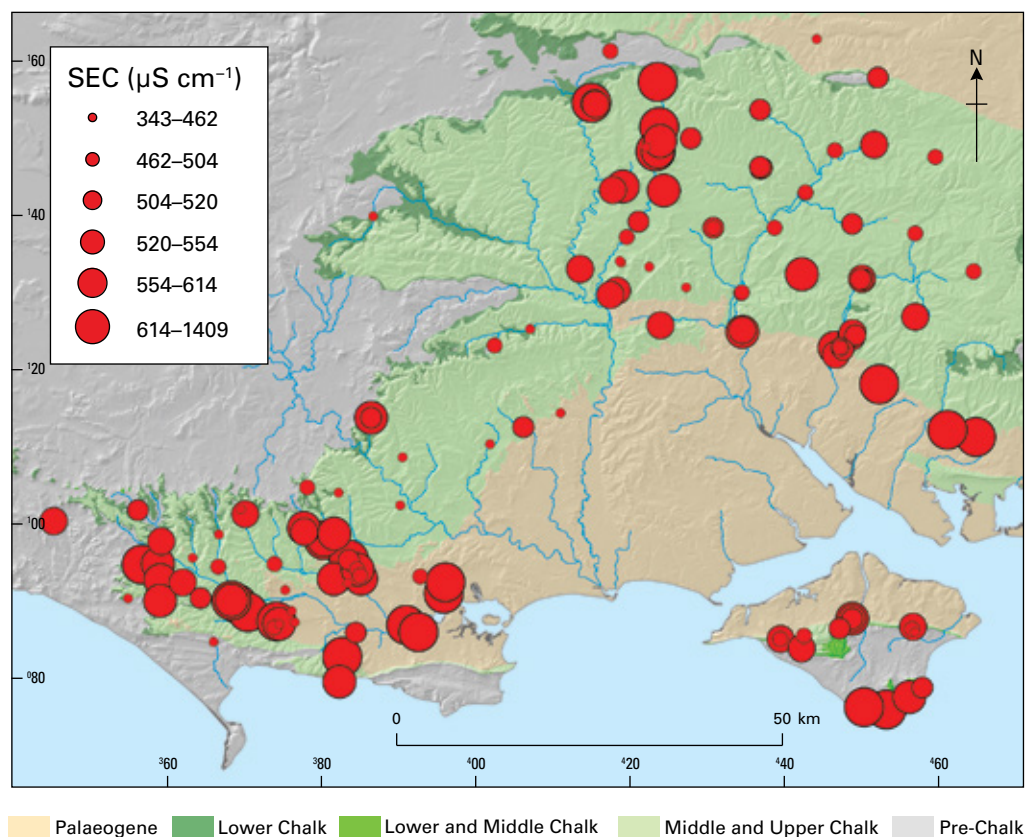 SEC (µS cm⁻¹)
343–462
462–504
504–520
520–554
554–614
614–1409
N
¹60
¹40
¹20
¹00
⁰80
0 50 km
³60 ³80 ⁴00 ⁴20 ⁴40 ⁴60
Palaeogene Lower Chalk Lower and Middle Chalk Middle and Upper Chalk Pre-Chalk